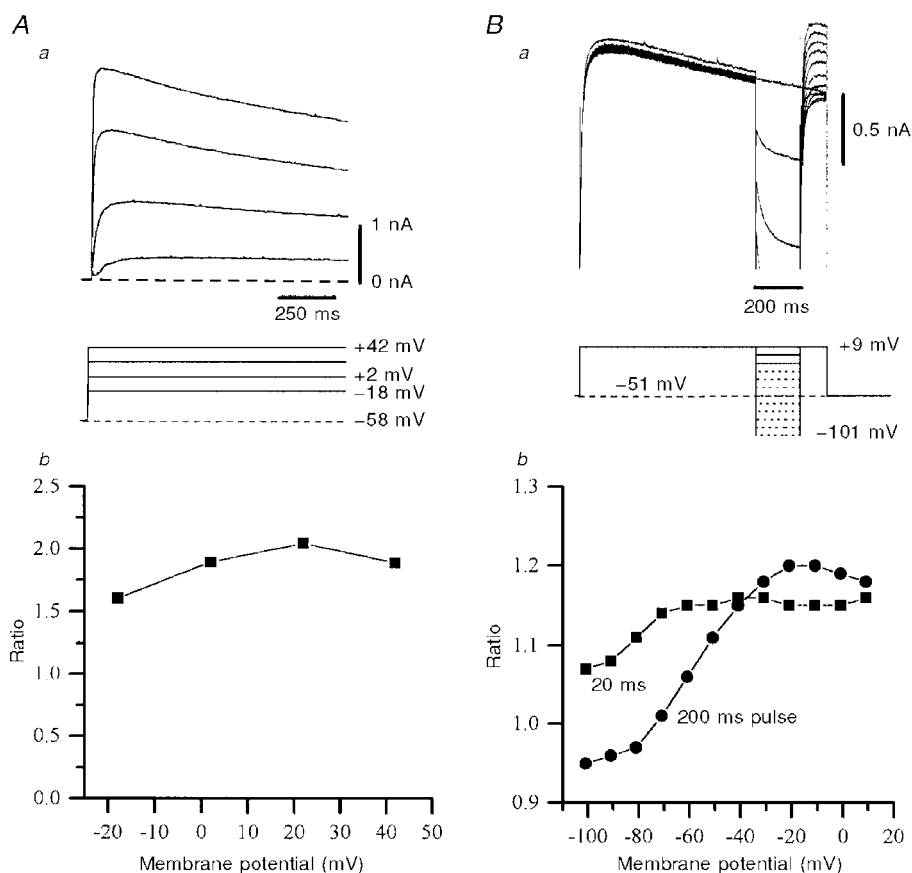 A
a
1 nA
0 nA
250 ms
+42 mV
+2 mV
−18 mV
−58 mV
b
2.5
2.0
1.5
1.0
0.5
0.0
Ratio
-20 -10 0 10 20 30 40 50
Membrane potential (mV)
B
a
0.5 nA
200 ms
+9 mV
−51 mV
−101 mV
b
1.3
1.2
1.1
1.0
0.9
Ratio
20 ms
200 ms pulse
-100 -80 -60 -40 -20 0 20
Membrane potential (mV)